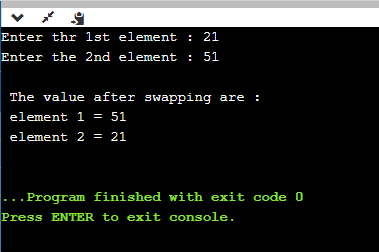 Enter thr 1st element : 21
Enter the 2nd element : 51
The value after swapping are :
element 1 = 51
element 2 = 21
...Program finished with exit code 0
Press ENTER to exit console.